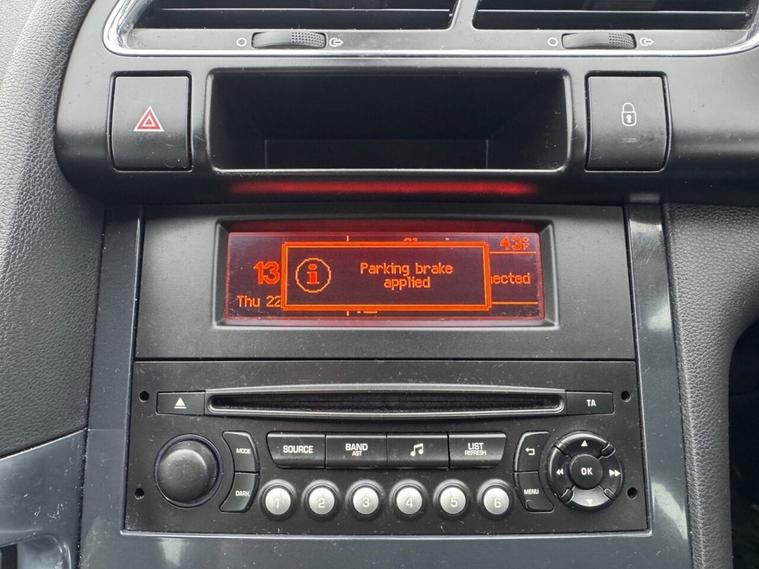 43°F
13
Parking brake
applied
nected
Thu 22
TA
MODE
SOURCE
BAND
AST
LIST
REFRESH
OK
DARK
1 2 3 4 5 6
MENU